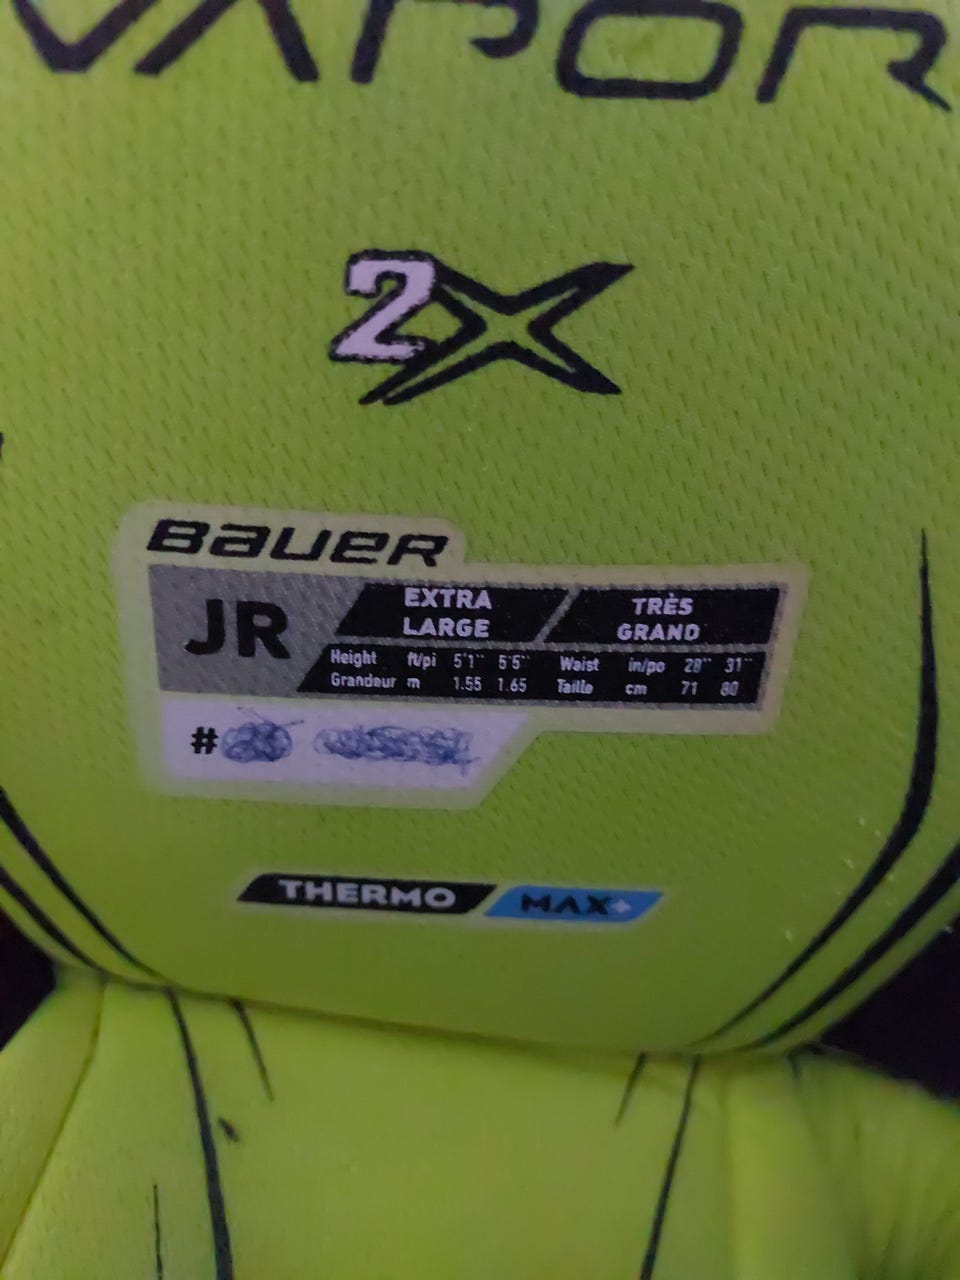 VAPOR
2X
BAUER
JR
EXTRA LARGE
TRÈS GRAND
Height ft/pi 5'1'' 5'5'' Waist in/po 28'' 31''
Grandeur m 1.55 1.65 Taille cm 71 80
#
THERMO MAX+